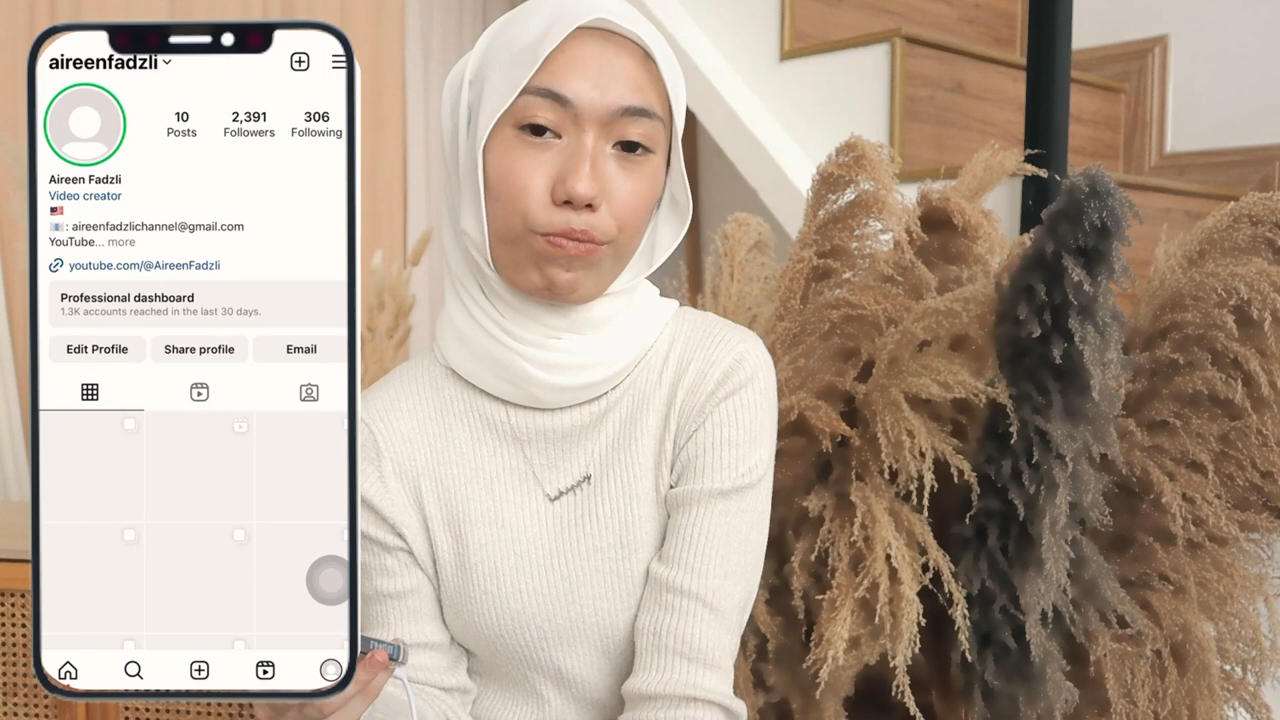 aireenfadzli
10 2,391 306
Posts Followers Following
Aireen Fadzli
Video creator
: aireenfadzlichannel@gmail.com
YouTube... more
youtube.com/@AireenFadzli
Professional dashboard
1.3K accounts reached in the last 30 days.
Edit Profile Share profile Email
behappy